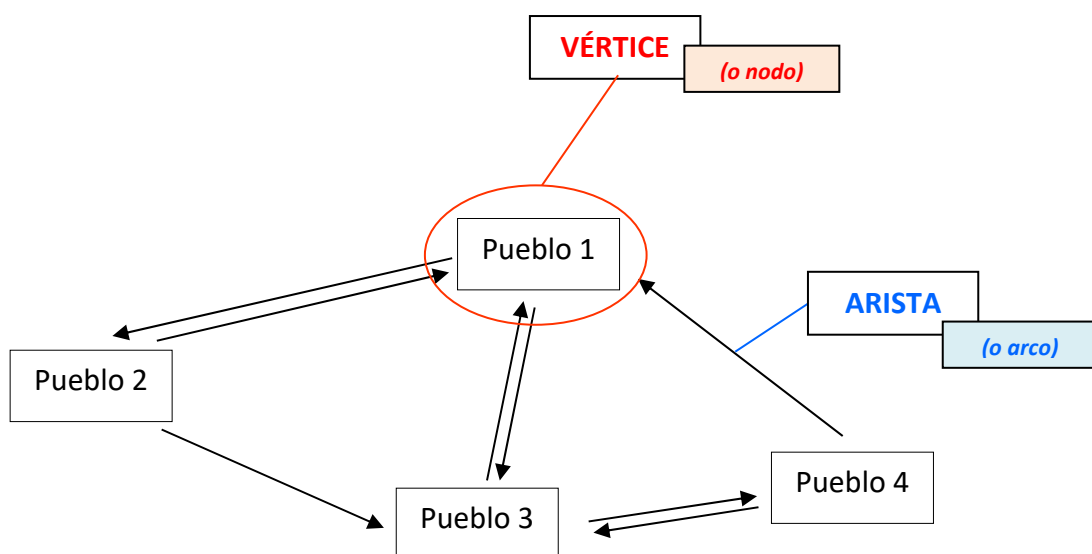 VÉRTICE
(o nodo)
Pueblo 1
ARISTA
(o arco)
Pueblo 2
Pueblo 4
Pueblo 3